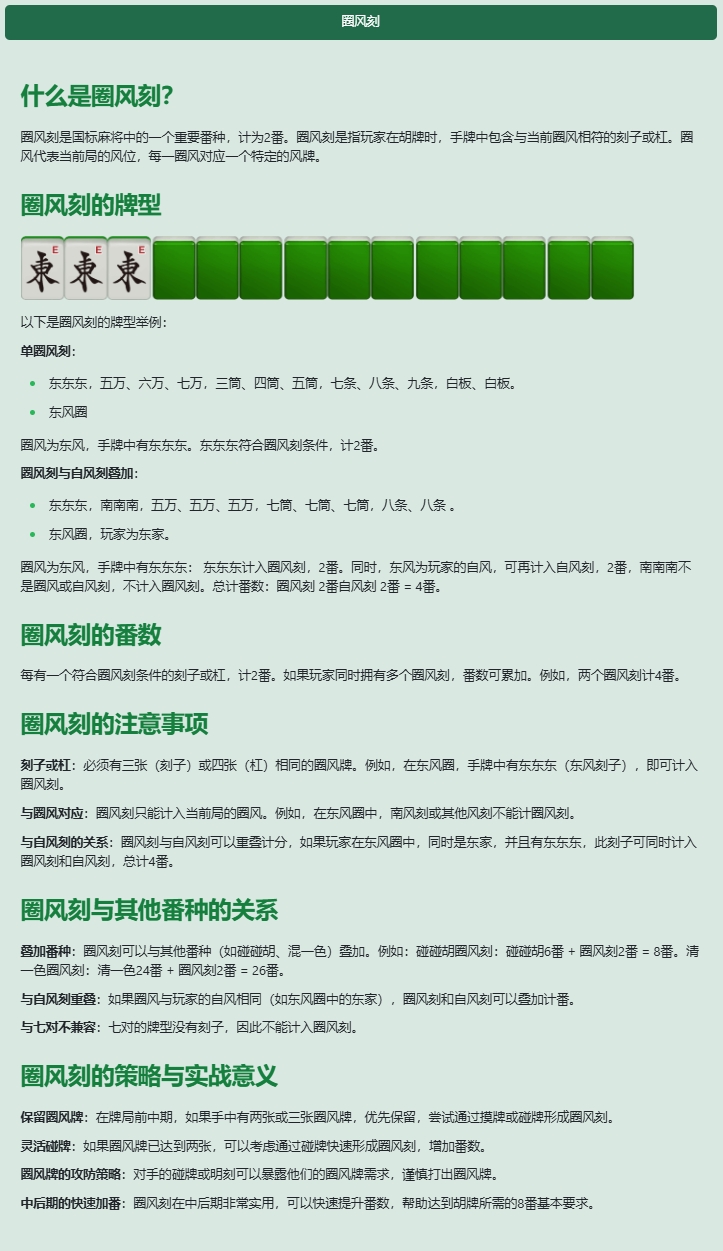 圈风刻
什么是圈风刻？
圈风刻是国标麻将中的一个重要番种，计为2番。圈风刻是指玩家在胡牌时，手牌中包含与当前圈风相符的刻子或杠。圈
风代表当前局的风位，每一圈风对应一个特定的风牌。
圈风刻的牌型
E E E
東 東 東
以下是圈风刻的牌型举例：
单圈风刻：
东东东，五万、六万、七万，三筒、四筒、五筒，七条、八条、九条，白板、白板。
东风圈
圈风为东风，手牌中有东东东。东东东符合圈风刻条件，计2番。
圈风刻与自风刻叠加：
东东东，南南南，五万、五万、五万，七筒、七筒、七筒，八条、八条 。
东风圈，玩家为东家。
圈风为东风，手牌中有东东东： 东东东计入圈风刻，2番。同时，东风为玩家的自风，可再计入自风刻，2番，南南南不
是圈风或自风刻，不计入圈风刻。总计番数：圈风刻 2番自风刻 2番 = 4番。
圈风刻的番数
每有一个符合圈风刻条件的刻子或杠，计2番。如果玩家同时拥有多个圈风刻，番数可累加。例如，两个圈风刻计4番。
圈风刻的注意事项
刻子或杠：必须有三张（刻子）或四张（杠）相同的圈风牌。例如，在东风圈，手牌中有东东东（东风刻子），即可计入
圈风刻。
与圈风对应：圈风刻只能计入当前局的圈风。例如，在东风圈中，南风刻或其他风刻不能计圈风刻。
与自风刻的关系：圈风刻与自风刻可以重叠计分，如果玩家在东风圈中，同时是东家，并且有东东东，此刻子可同时计入
圈风刻和自风刻，总计4番。
圈风刻与其他番种的关系
叠加番种：圈风刻可以与其他番种（如碰碰胡、混一色）叠加。例如：碰碰胡圈风刻：碰碰胡6番 + 圈风刻2番 = 8番。清
一色圈风刻：清一色24番 + 圈风刻2番 = 26番。
与自风刻重叠：如果圈风与玩家的自风相同（如东风圈中的东家），圈风刻和自风刻可以叠加计番。
与七对不兼容：七对的牌型没有刻子，因此不能计入圈风刻。
圈风刻的策略与实战意义
保留圈风牌：在牌局前中期，如果手中有两张或三张圈风牌，优先保留，尝试通过摸牌或碰牌形成圈风刻。
灵活碰牌：如果圈风牌已达到两张，可以考虑通过碰牌快速形成圈风刻，增加番数。
圈风牌的攻防策略：对手的碰牌或明刻可以暴露他们的圈风牌需求，谨慎打出圈风牌。
中后期的快速加番：圈风刻在中后期非常实用，可以快速提升番数，帮助达到胡牌所需的8番基本要求。